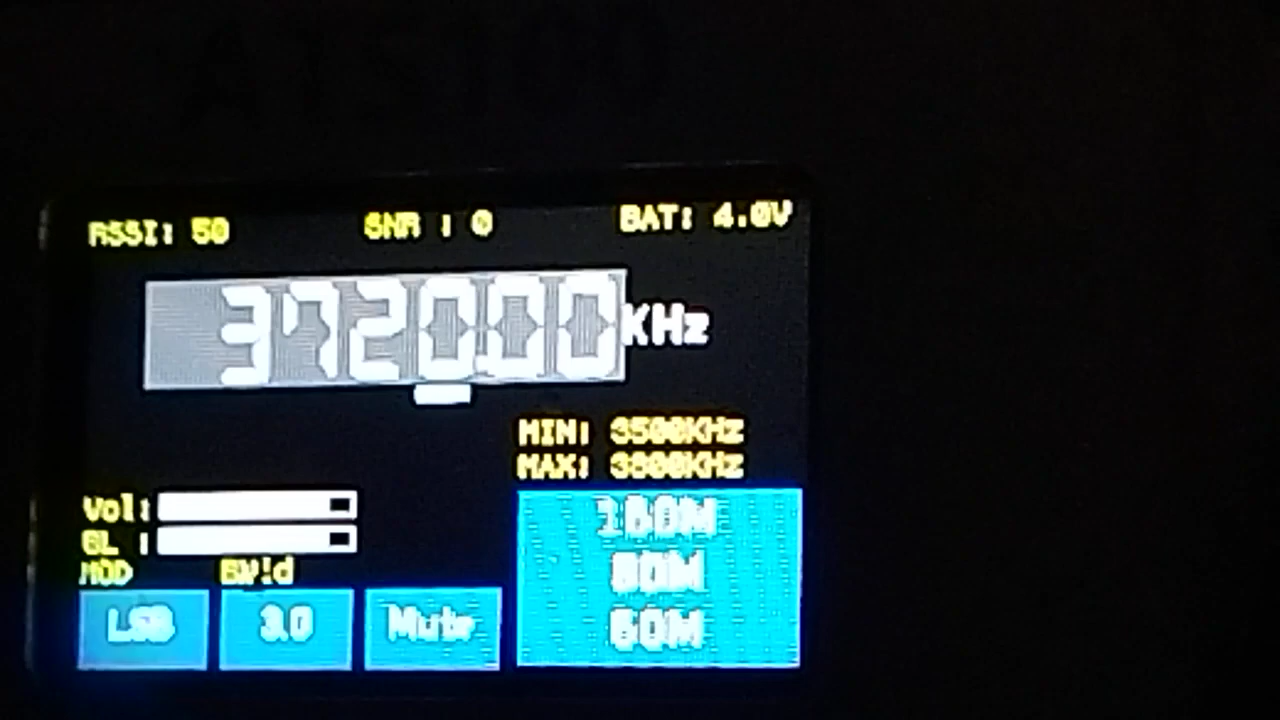 RSSI: 50 SNR : 0 BAT: 4.0V
3720.00 KHz
MIN: 3500KHz
MAX: 3800KHz
Vol:
BL :
MOD BW!d
160M
80M
60M
LSB 3.0 Mute